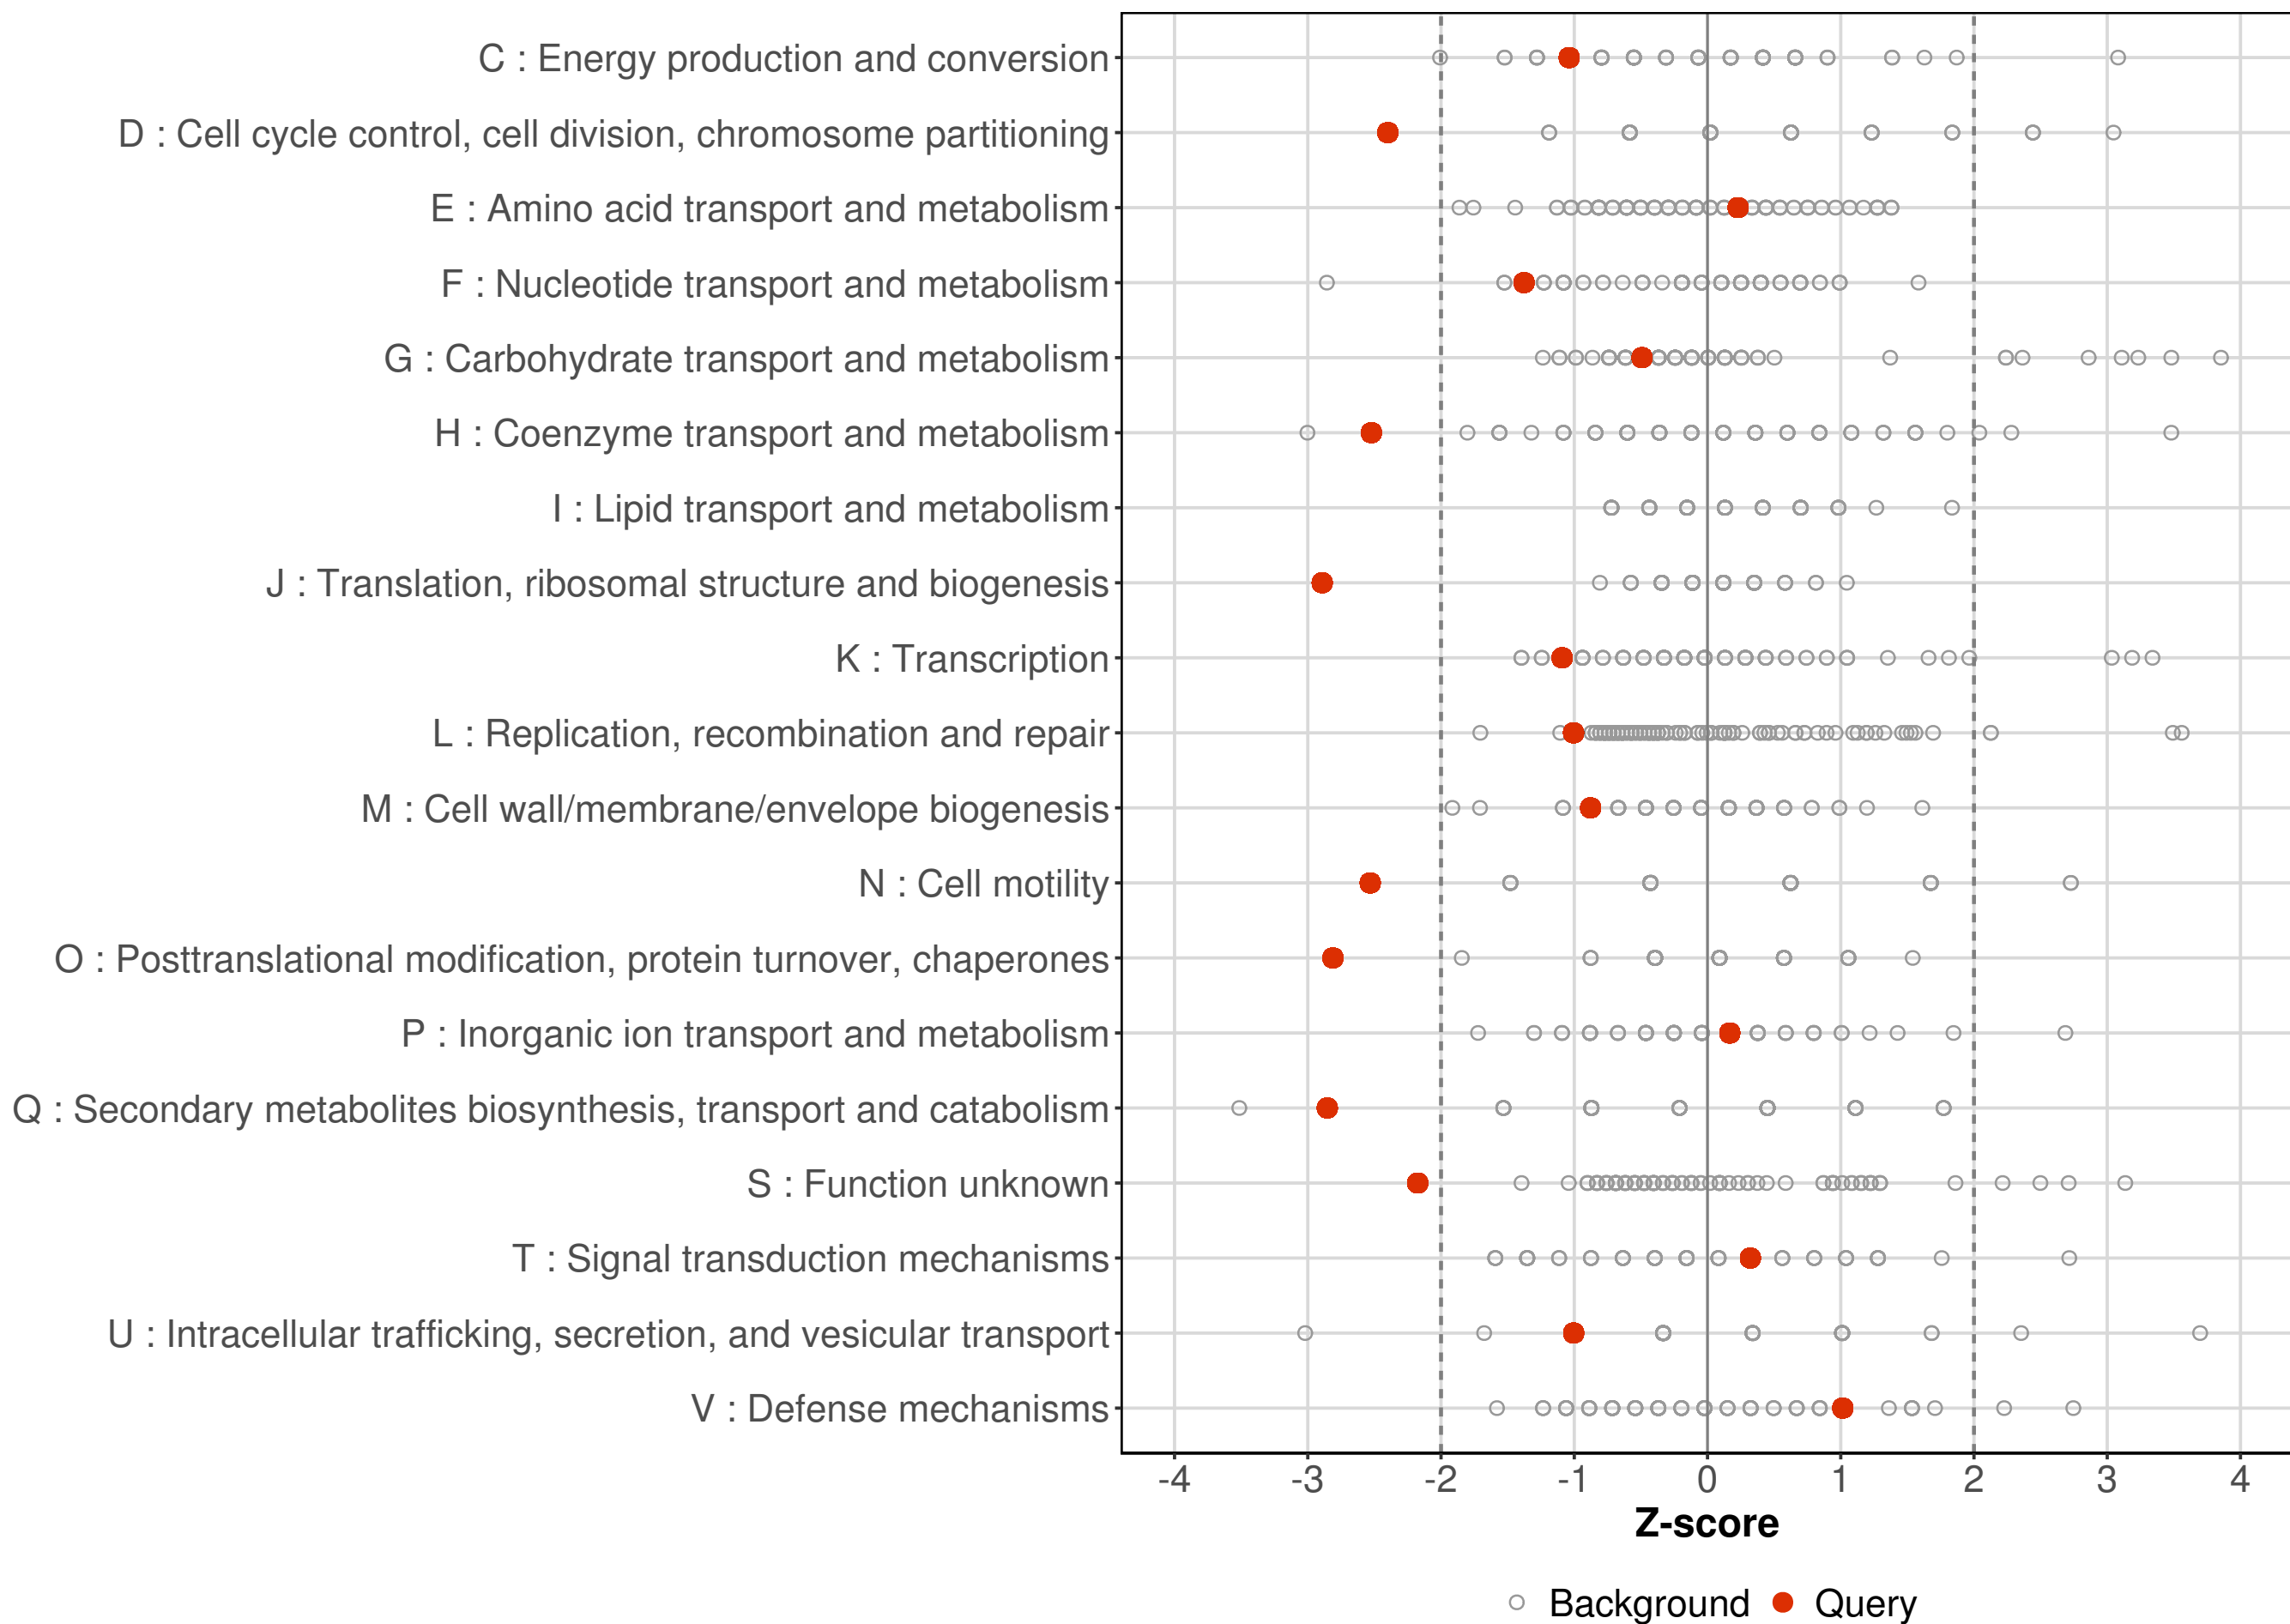 C : Energy production and conversion
D : Cell cycle control, cell division, chromosome partitioning
E : Amino acid transport and metabolism
F : Nucleotide transport and metabolism
G : Carbohydrate transport and metabolism
H : Coenzyme transport and metabolism
I : Lipid transport and metabolism
J : Translation, ribosomal structure and biogenesis
K : Transcription
L : Replication, recombination and repair
M : Cell wall/membrane/envelope biogenesis
N : Cell motility
O : Posttranslational modification, protein turnover, chaperones
P : Inorganic ion transport and metabolism
Q : Secondary metabolites biosynthesis, transport and catabolism
S : Function unknown
T : Signal transduction mechanisms
U : Intracellular trafficking, secretion, and vesicular transport
V : Defense mechanisms
-4 -3 -2 -1 0 1 2 3 4
Z-score
Background Query